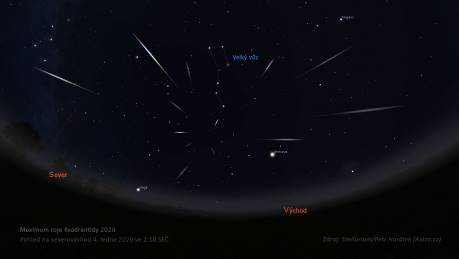 Velký vůz
Sever
Východ
Maximum roje Kvadrantidy 2020
Pohled na severovýchod 4. ledna 2020 ve 2:10 SEČ
Zdroj: Stellarium/Petr Horálek (Astro.cz)